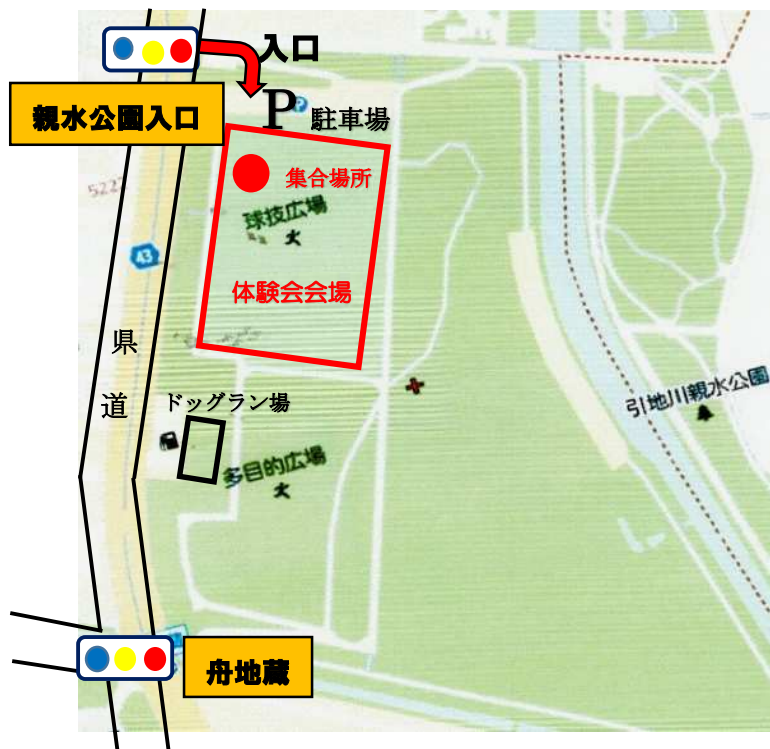 入口
親水公園入口
P 駐車場
集合場所
球技広場
43
体験会会場
県道
ドッグラン場
多目的広場
引地川親水公園
舟地蔵